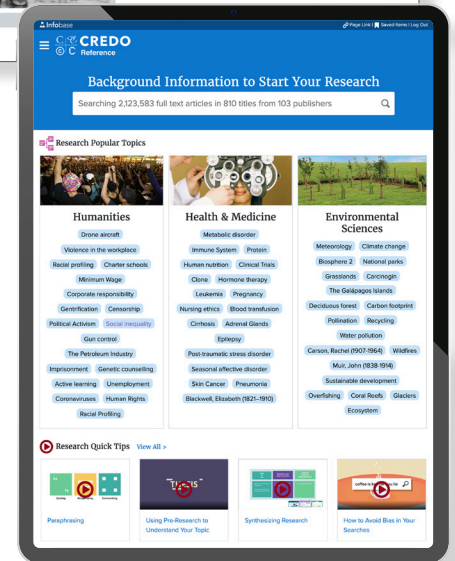 Infobase
Page Link | Saved Items | Log Out
CREDO
Reference
Background Information to Start Your Research
Searching 2,123,583 full text articles in 810 titles from 103 publishers
Research Popular Topics
Humanities
Drone aircraft
Violence in the workplace
Racial profiling Charter schools
Minimum Wage
Corporate responsibility
Gentrification Censorship
Political Activism Social inequality
Gun control
The Petroleum Industry
Imprisonment Genetic counselling
Active learning Unemployment
Coronaviruses Human Rights
Racial Profiling
Health & Medicine
Metabolic disorder
Immune System Protein
Human nutrition Clinical Trials
Clone Hormone therapy
Leukemia Pregnancy
Nursing ethics Blood transfusion
Cirrhosis Adrenal Glands
Epilepsy
Post-traumatic stress disorder
Seasonal affective disorder
Skin Cancer Pneumonia
Blackwell, Elizabeth (1821–1910)
Environmental
Sciences
Meteorology Climate change
Biosphere 2 National parks
Grasslands Carcinogin
The Galápagos Islands
Deciduous forest Carbon footprint
Pollination Recycling
Water pollution
Carson, Rachel (1907-1964) Wildfires
Muir, John (1838-1914)
Sustainable development
Overfishing Coral Reefs Glaciers
Ecosystem
Research Quick Tips View All >
Paraphrasing
Using Pre-Research to
Understand Your Topic
Synthesizing Research
How to Avoid Bias in Your
Searches